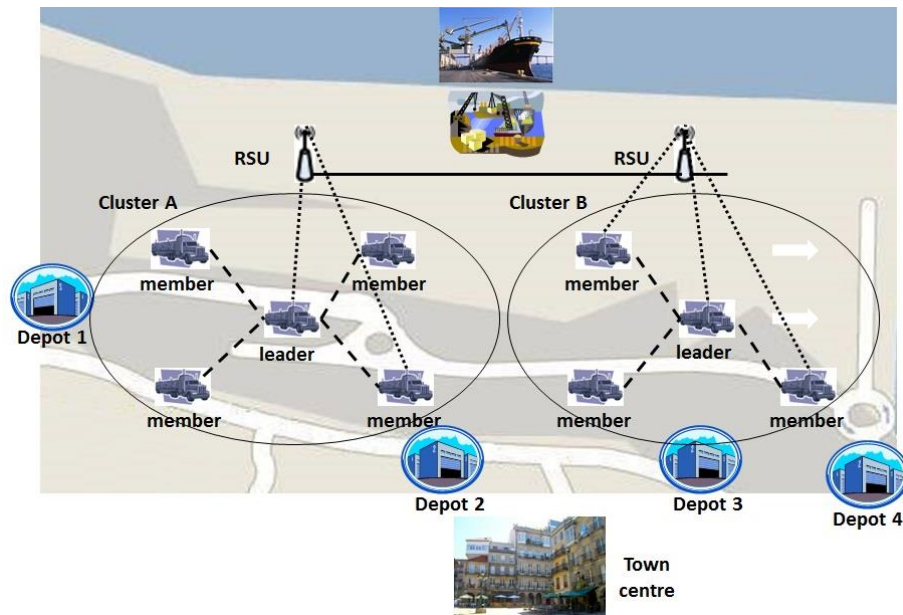 RSU
RSU
Cluster A
Cluster B
member
member
member
Depot 1
leader
leader
member
member
member
member
Depot 2
Depot 3
Depot 4
Town
centre